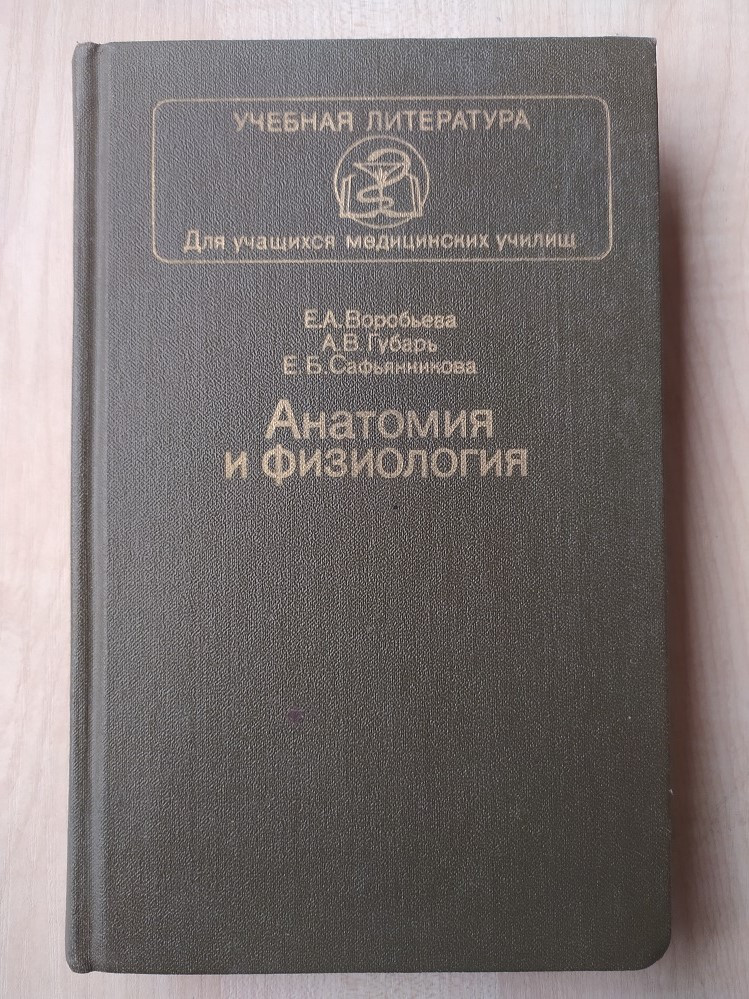 УЧЕБНАЯ ЛИТЕРАТУРА
Для учащихся медицинских училищ
Е.А.Воробьева
А.В.Губарь
Е.Б.Сафьянникова
Анатомия
и физиология